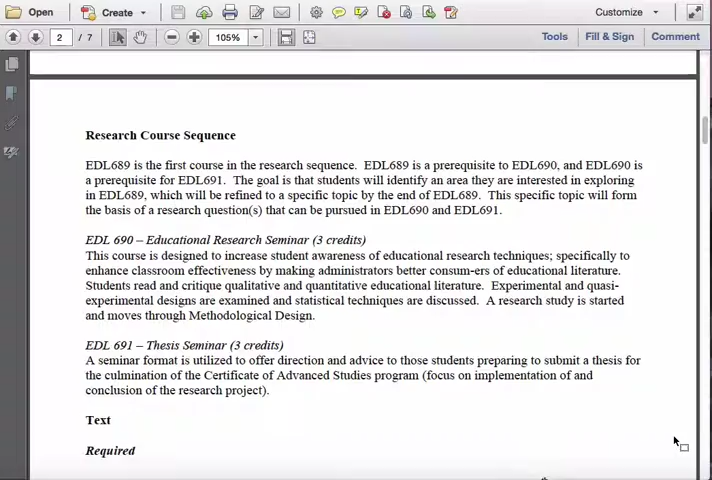 Open Create Customize
2 / 7 105% Tools Fill & Sign Comment
Research Course Sequence
EDL689 is the first course in the research sequence.  EDL689 is a prerequisite to EDL690, and EDL690 is
a prerequisite for EDL691.  The goal is that students will identify an area they are interested in exploring
in EDL689, which will be refined to a specific topic by the end of EDL689.  This specific topic will form
the basis of a research question(s) that can be pursued in EDL690 and EDL691.
EDL 690 – Educational Research Seminar (3 credits)
This course is designed to increase student awareness of educational research techniques; specifically to
enhance classroom effectiveness by making administrators better consum-ers of educational literature.
Students read and critique qualitative and quantitative educational literature.  Experimental and quasi-
experimental designs are examined and statistical techniques are discussed.  A research study is started
and moves through Methodological Design.
EDL 691 – Thesis Seminar (3 credits)
A seminar format is utilized to offer direction and advice to those students preparing to submit a thesis for
the culmination of the Certificate of Advanced Studies program (focus on implementation of and
conclusion of the research project).
Text
Required